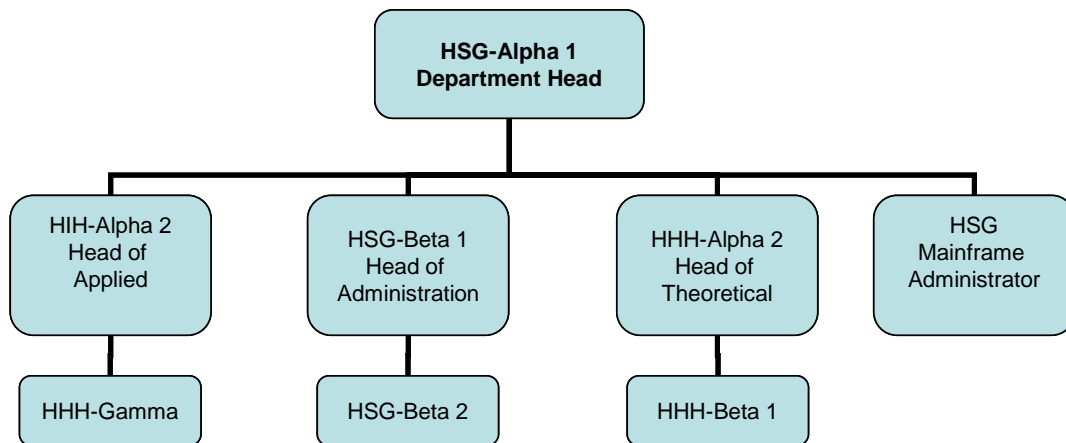 HSG-Alpha 1
Department Head
HIH-Alpha 2
Head of
Applied
HSG-Beta 1
Head of
Administration
HHH-Alpha 2
Head of
Theoretical
HSG
Mainframe
Administrator
HHH-Gamma
HSG-Beta 2
HHH-Beta 1